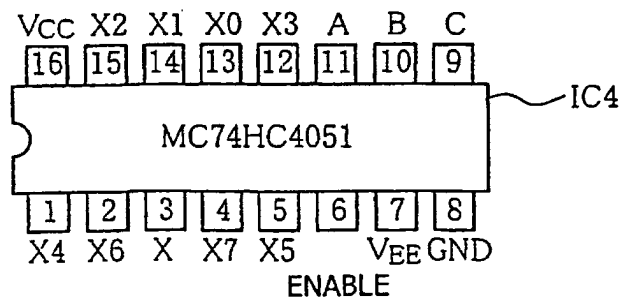 VCC X2 X1 X0 X3 A B C
16 15 14 13 12 11 10 9
IC4
MC74HC4051
1 2 3 4 5 6 7 8
X4 X6 X X7 X5 VEE GND
ENABLE